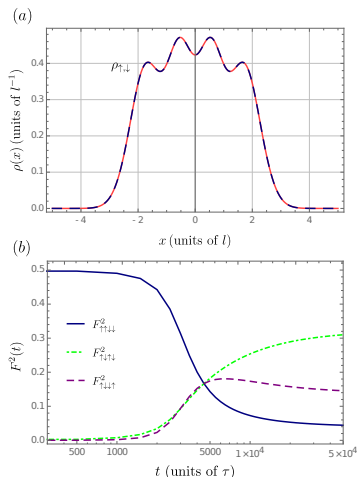 (a)
ρ↑,↓
ρ(x) (units of l⁻¹)
0.4
0.3
0.2
0.1
0.0
-4 -2 0 2 4
x (units of l)
(b)
F²(t)
0.5
0.4
0.3
0.2
0.1
0.0
F²↑↑↓↓
F²↑↓↑↓
F²↑↓↓↑
500 1000 5000 1×10⁴ 5×10⁴
t (units of τ)